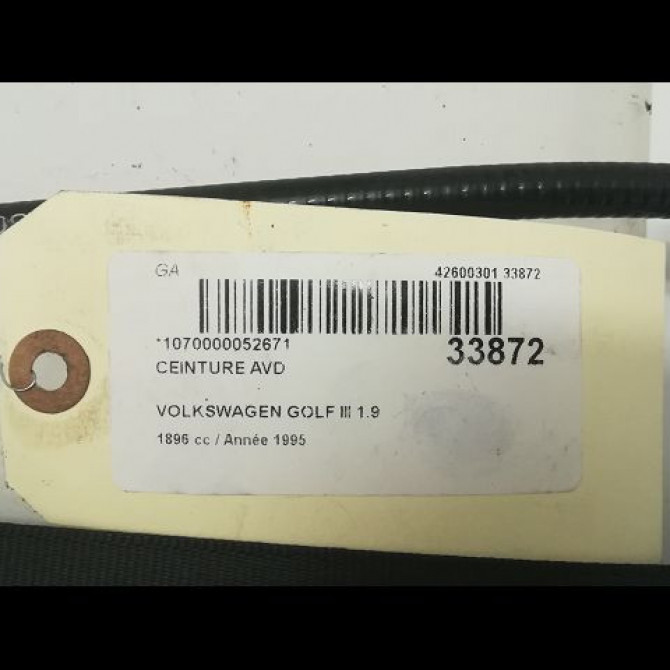 GA 42600301 33872
*1070000052671 33872
CEINTURE AVD
VOLKSWAGEN GOLF III 1.9
1896 cc / Année 1995